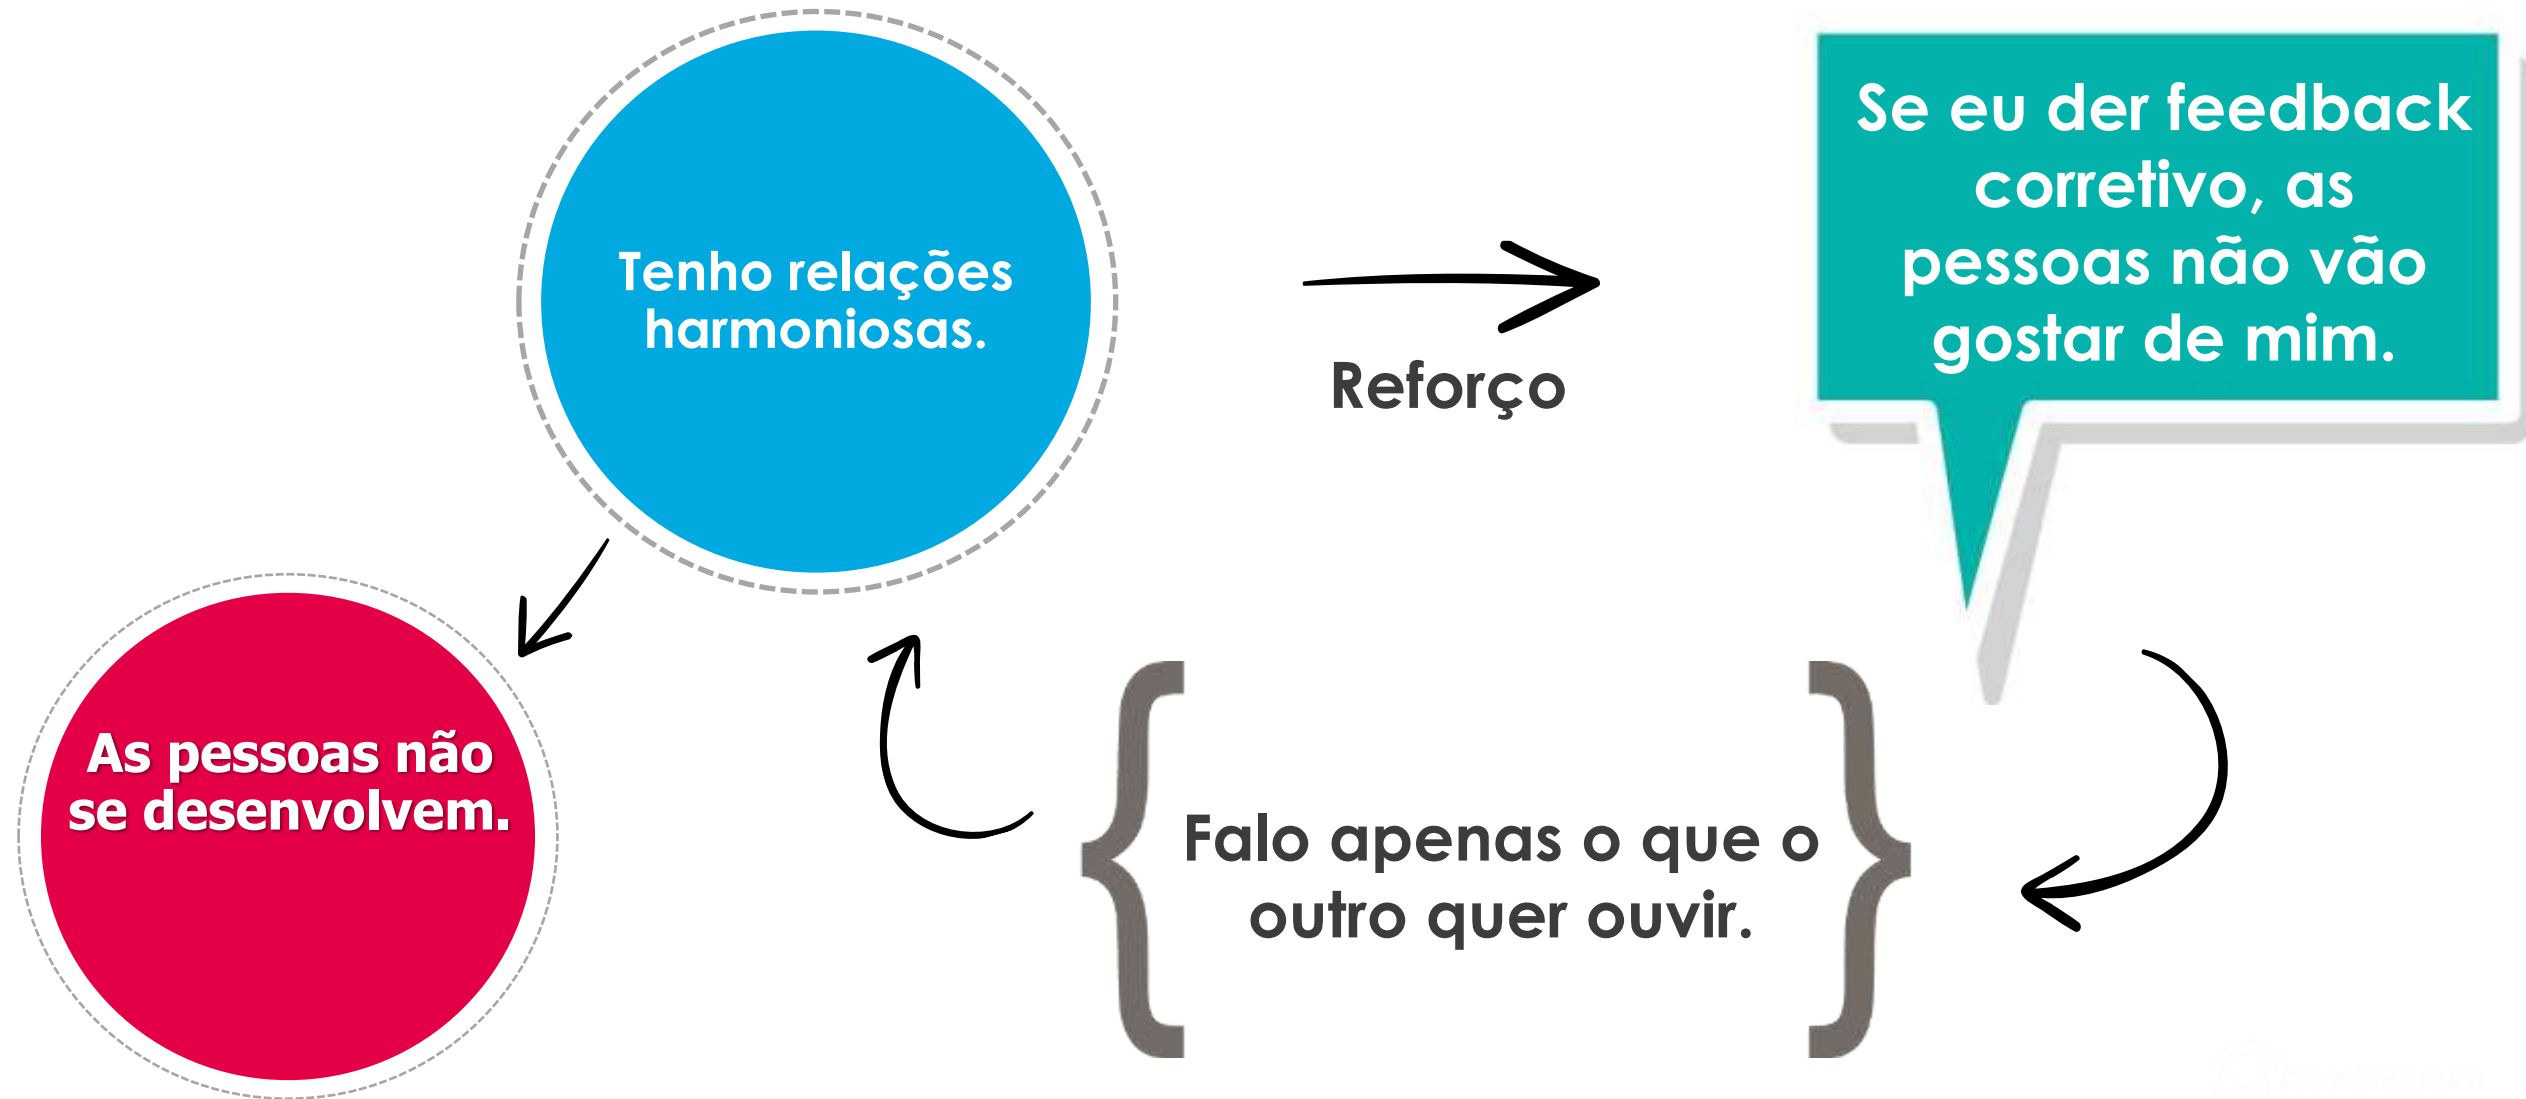 Tenho relações
harmoniosas.
Reforço
Se eu der feedback
corretivo, as
pessoas não vão
gostar de mim.
Falo apenas o que o
outro quer ouvir.
As pessoas não
se desenvolvem.